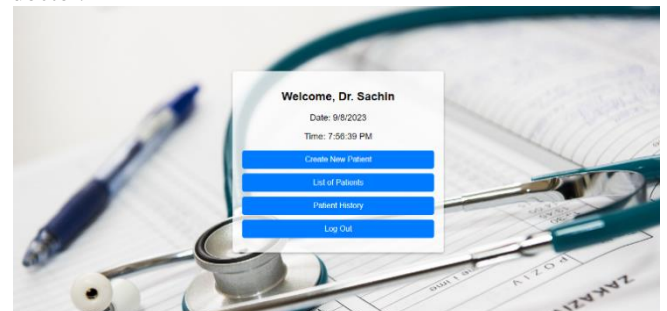 Welcome, Dr. Sachin
Date: 9/8/2023
Time: 7:56:39 PM
Create New Patient
List of Patients
Patient History
Log Out
P O Z I V